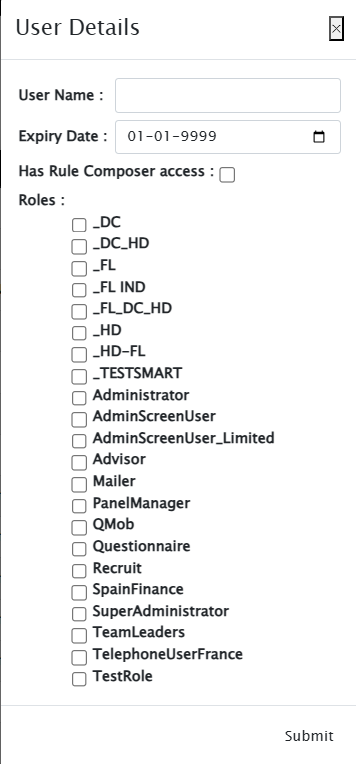 User Details
User Name :
Expiry Date : 01-01-9999
Has Rule Composer access :
Roles :
_DC
_DC_HD
_FL
_FL IND
_FL_DC_HD
_HD
_HD-FL
_TESTSMART
Administrator
AdminScreenUser
AdminScreenUser_Limited
Advisor
Mailer
PanelManager
QMob
Questionnaire
Recruit
SpainFinance
SuperAdministrator
TeamLeaders
TelephoneUserFrance
TestRole
Submit